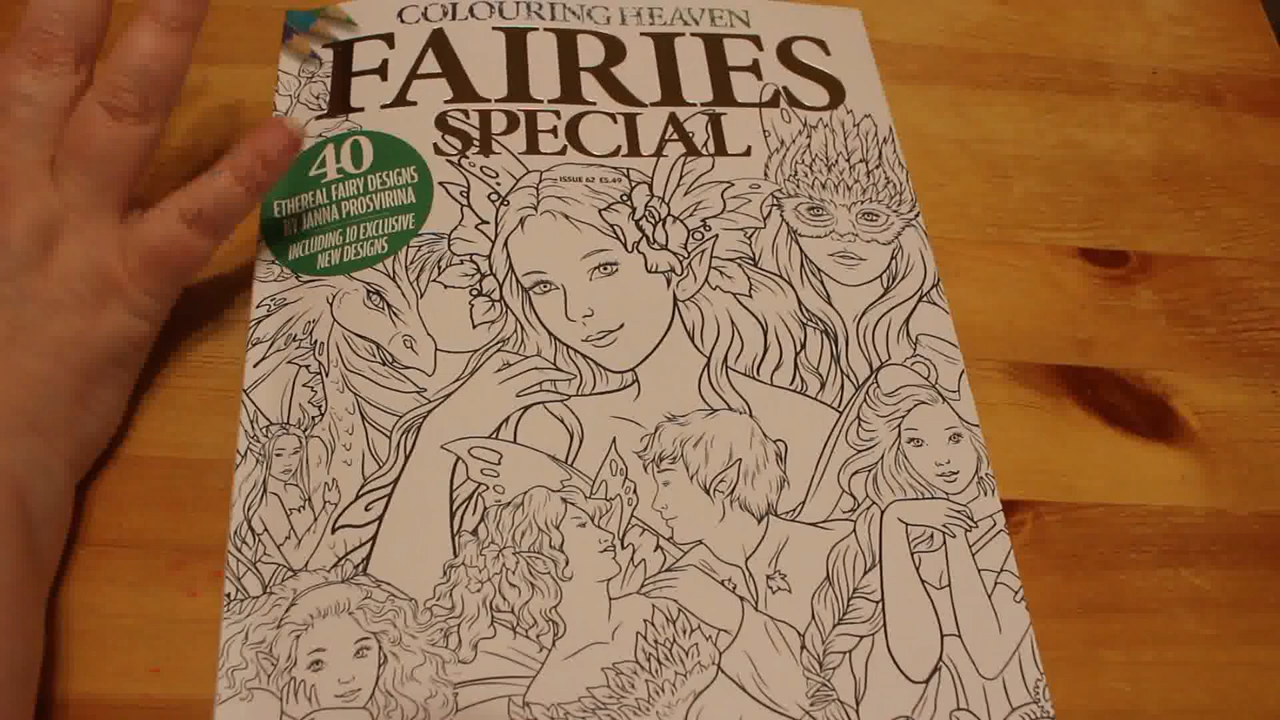 COLOURING HEAVEN
FAIRIES
SPECIAL
ISSUE 62 £5.49
40
ETHEREAL FAIRY DESIGNS
BY JANNA PROSVIRINA
INCLUDING 10 EXCLUSIVE
NEW DESIGNS